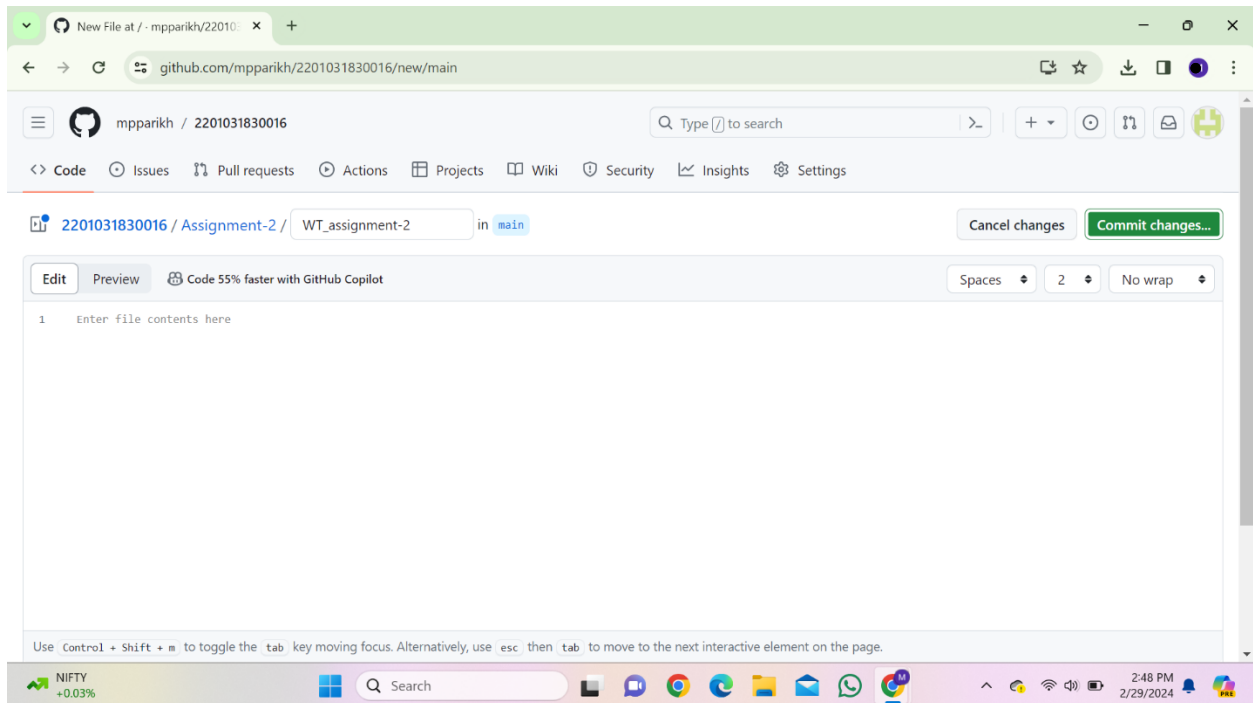 New File at / · mpparikh/22010
github.com/mpparikh/2201031830016/new/main
mpparikh / 2201031830016
Type / to search
Code Issues Pull requests Actions Projects Wiki Security Insights Settings
2201031830016 / Assignment-2 / WT_assignment-2 in main
Cancel changes Commit changes...
Edit Preview Code 55% faster with GitHub Copilot
Spaces 2 No wrap
1 Enter file contents here
Use Control + Shift + m to toggle the tab key moving focus. Alternatively, use esc then tab to move to the next interactive element on the page.
NIFTY
+0.03%
Search
M
2:48 PM
2/29/2024
PRE